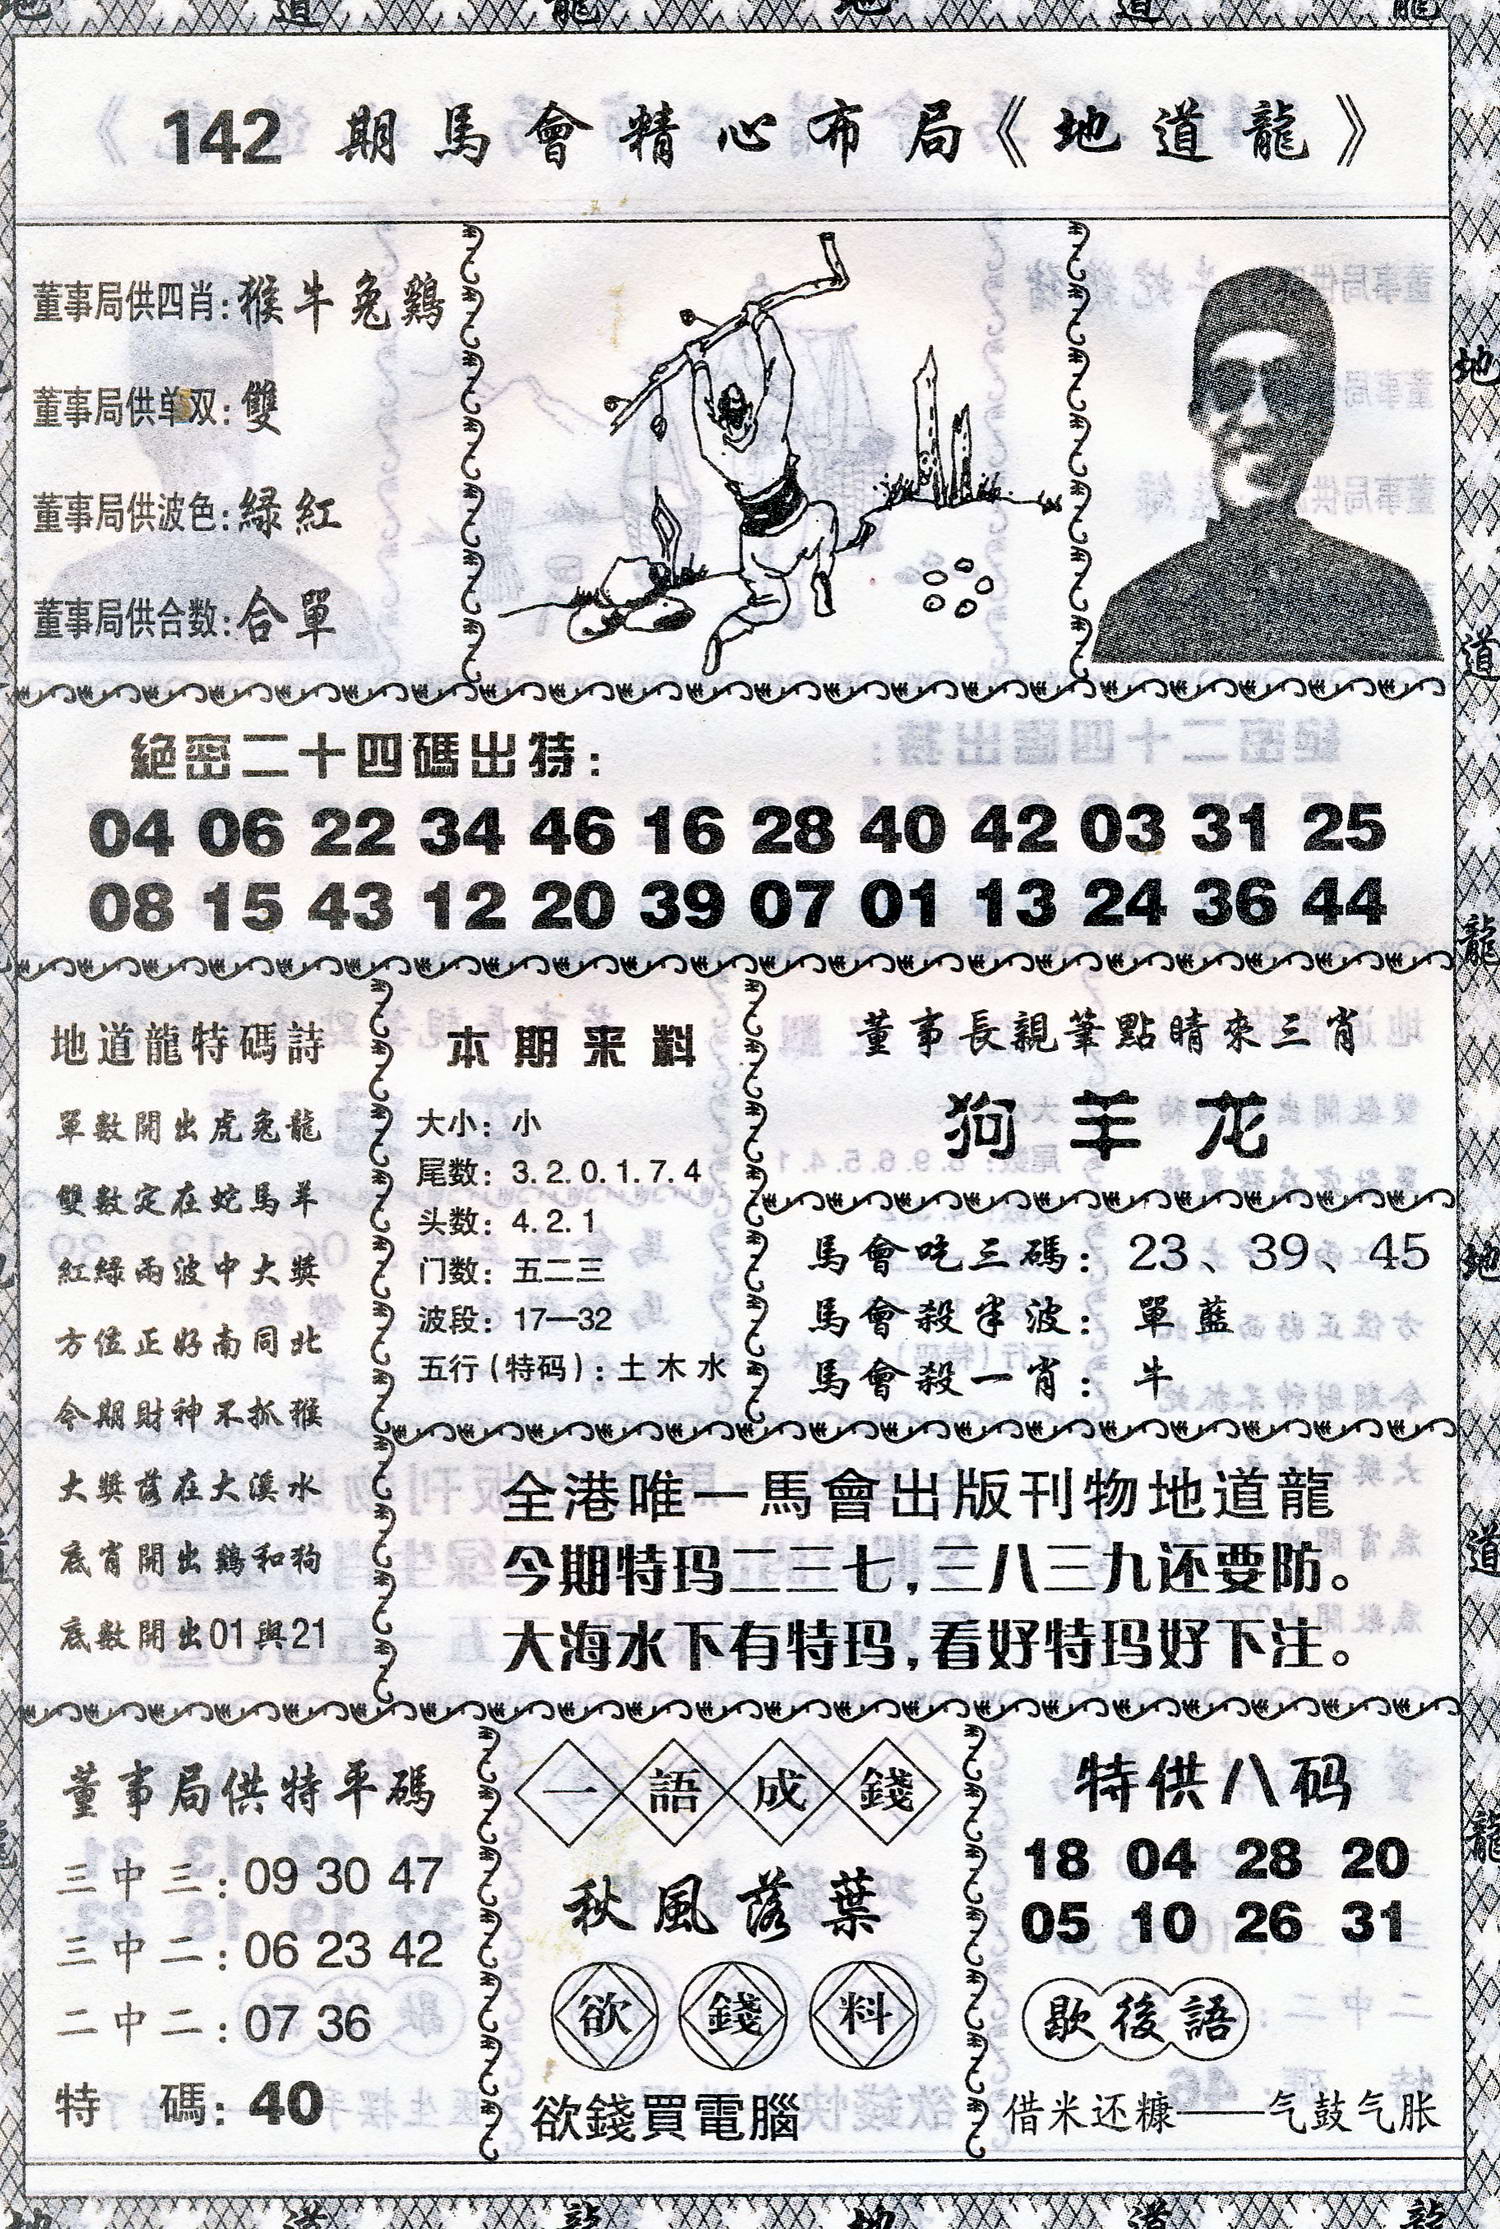 142 期馬會精心布局《地道龍》
董事局供四肖:猴牛兔鷄
董事局供单双:雙
董事局供波色:緑紅
董事局供合数:合單
絕密二十四碼出特:
04 06 22 34 46 16 28 40 42 03 31 25
08 15 43 12 20 39 07 01 13 24 36 44
地道龍特碼詩
單數開出虎兔龍
雙數定在蛇馬羊
紅綠兩波中大獎
方位正好南同北
今期財神不抓猴
大獎落在大溪水
底肖開出鷄和狗
底數開出01與21
本期来料
大小: 小
尾数: 3.2.0.1.7.4
头数: 4.2.1
门数: 五二三
波段: 17—32
五行(特码): 土木水
董事長親筆點睛來三肖
狗羊龙
馬會吃三碼: 23、39、45
馬會殺半波: 單藍
馬會殺一肖: 牛
全港唯一馬會出版刊物地道龍
今期特玛二三七,三八三九还要防。
大海水下有特玛,看好特玛好下注。
董事局供特平碼
三中三:09 30 47
三中二:06 23 42
二中二:07 36
特碼:40
一語成錢
秋風落葉
欲錢料
欲錢買電腦
特供八码
18 04 28 20
05 10 26 31
歇後語
借米还糠——气鼓气胀